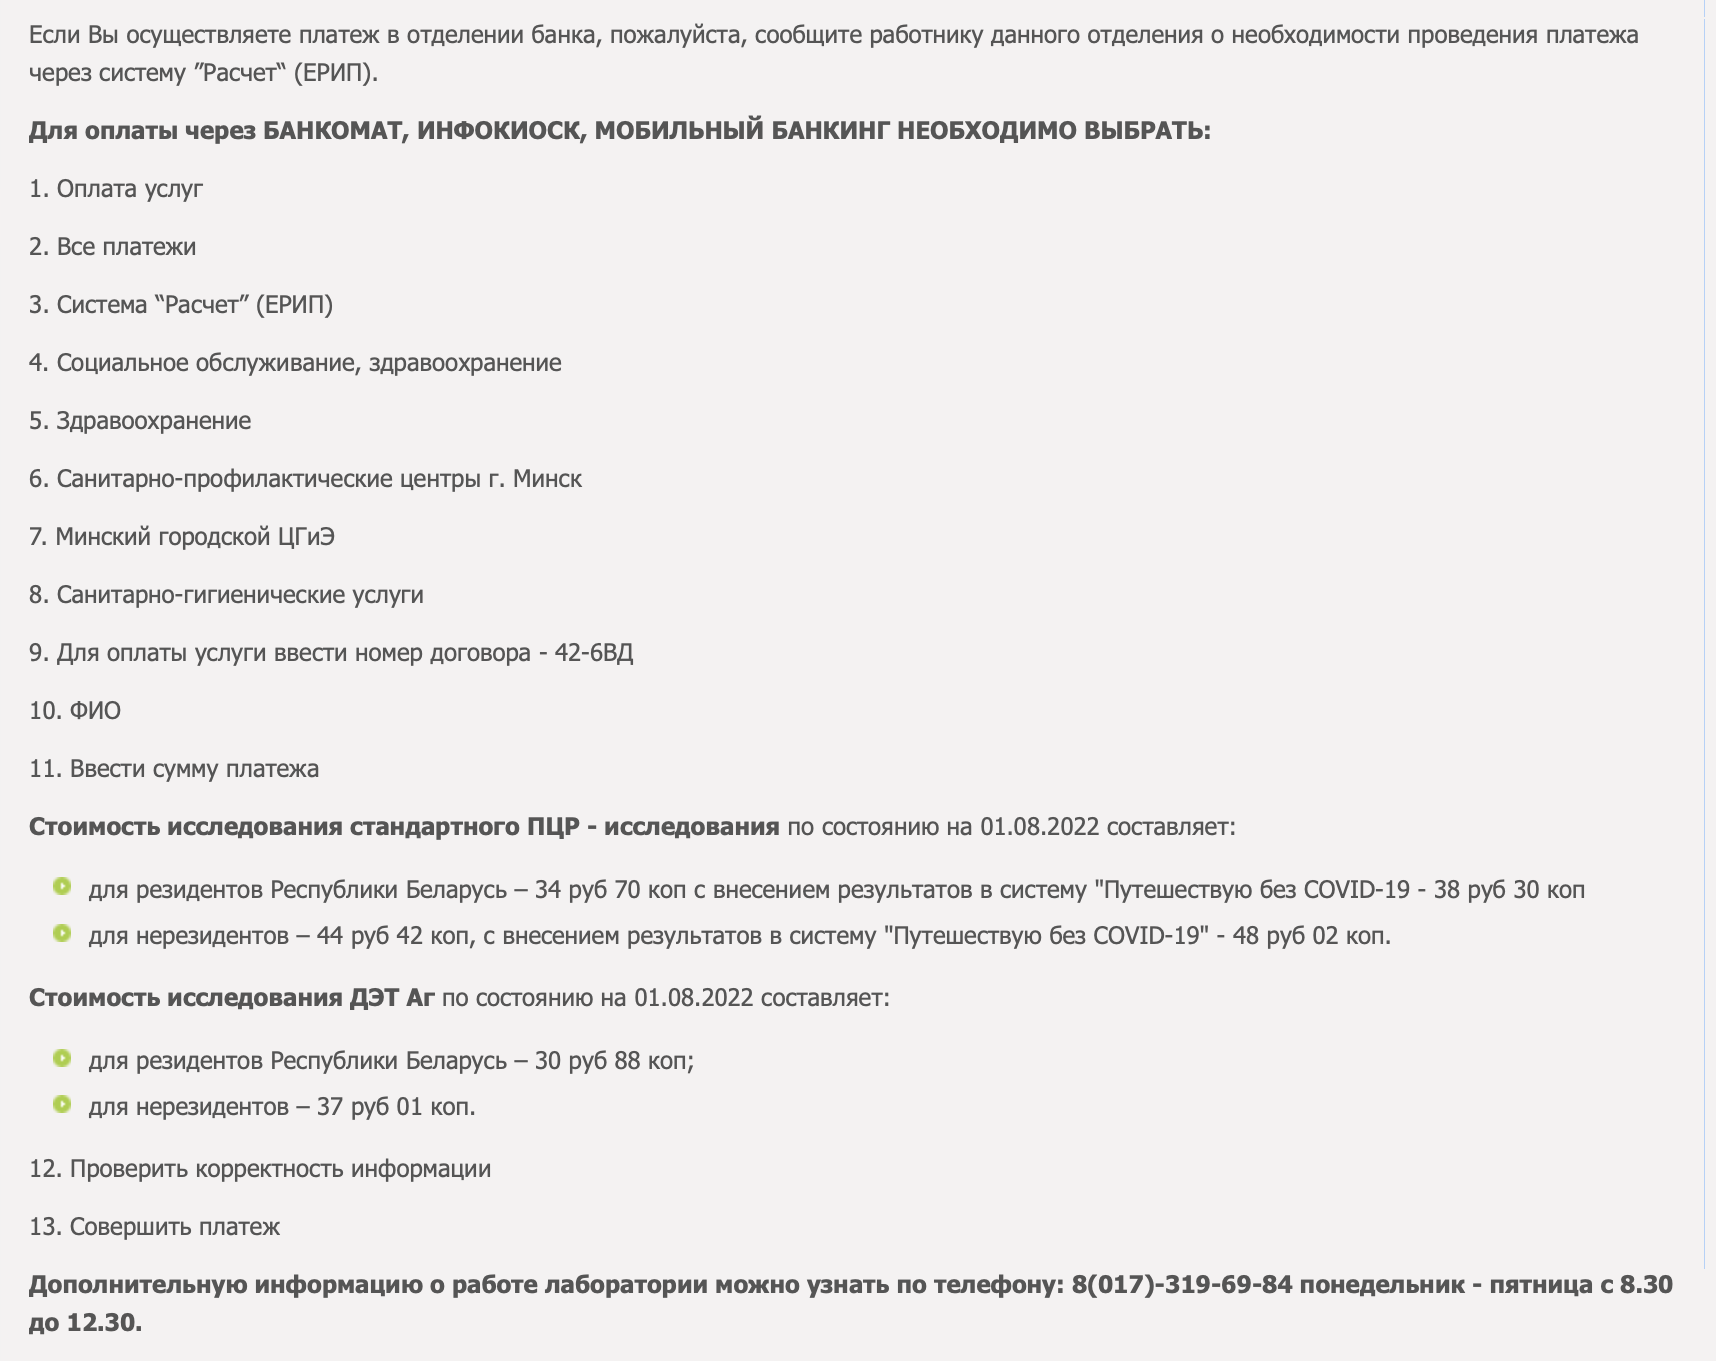 Если Вы осуществляете платеж в отделении банка, пожалуйста, сообщите работнику данного отделения о необходимости проведения платежа
через систему ”Расчет“ (ЕРИП).
Для оплаты через БАНКОМАТ, ИНФОКИОСК, МОБИЛЬНЫЙ БАНКИНГ НЕОБХОДИМО ВЫБРАТЬ:
1. Оплата услуг
2. Все платежи
3. Система “Расчет” (ЕРИП)
4. Социальное обслуживание, здравоохранение
5. Здравоохранение
6. Санитарно-профилактические центры г. Минск
7. Минский городской ЦГиЭ
8. Санитарно-гигиенические услуги
9. Для оплаты услуги ввести номер договора - 42-6ВД
10. ФИО
11. Ввести сумму платежа
Стоимость исследования стандартного ПЦР - исследования по состоянию на 01.08.2022 составляет:
для резидентов Республики Беларусь – 34 руб 70 коп с внесением результатов в систему "Путешествую без COVID-19 - 38 руб 30 коп
для нерезидентов – 44 руб 42 коп, с внесением результатов в систему "Путешествую без COVID-19" - 48 руб 02 коп.
Стоимость исследования ДЭТ Аг по состоянию на 01.08.2022 составляет:
для резидентов Республики Беларусь – 30 руб 88 коп;
для нерезидентов – 37 руб 01 коп.
12. Проверить корректность информации
13. Совершить платеж
Дополнительную информацию о работе лаборатории можно узнать по телефону: 8(017)-319-69-84 понедельник - пятница с 8.30
до 12.30.